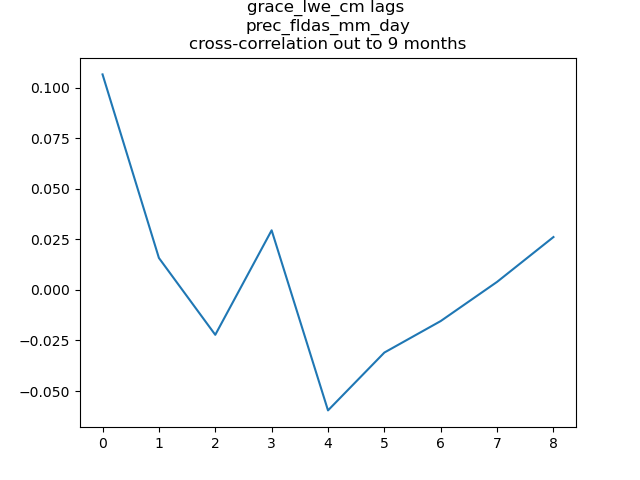 grace_lwe_cm lags
prec_fldas_mm_day
cross-correlation out to 9 months
0.100
0.075
0.050
0.025
0.000
−0.025
−0.050
0 1 2 3 4 5 6 7 8